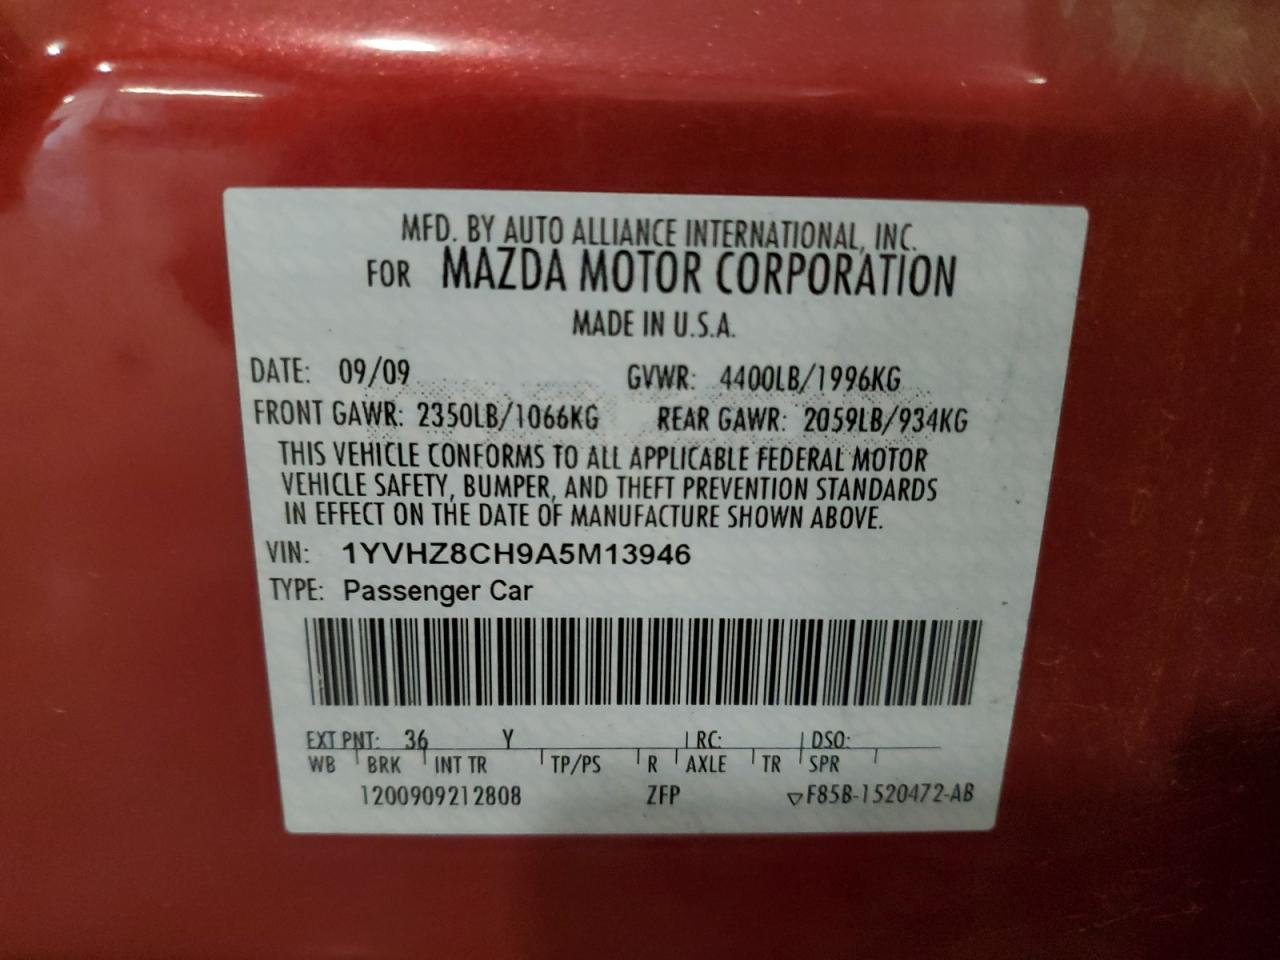 MFD. BY AUTO ALLIANCE INTERNATIONAL, INC.
FOR MAZDA MOTOR CORPORATION
MADE IN U.S.A.
DATE: 09/09 GVWR: 4400LB/1996KG
FRONT GAWR: 2350LB/1066KG REAR GAWR: 2059LB/934KG
THIS VEHICLE CONFORMS TO ALL APPLICABLE FEDERAL MOTOR
VEHICLE SAFETY, BUMPER, AND THEFT PREVENTION STANDARDS
IN EFFECT ON THE DATE OF MANUFACTURE SHOWN ABOVE.
VIN: 1YVHZ8CH9A5M13946
TYPE: Passenger Car
EXT PNT: 36 Y RC: DSO:
WB BRK INT TR TP/PS R AXLE TR SPR
1200909212808 ZFP ▽F85B-1520472-AB